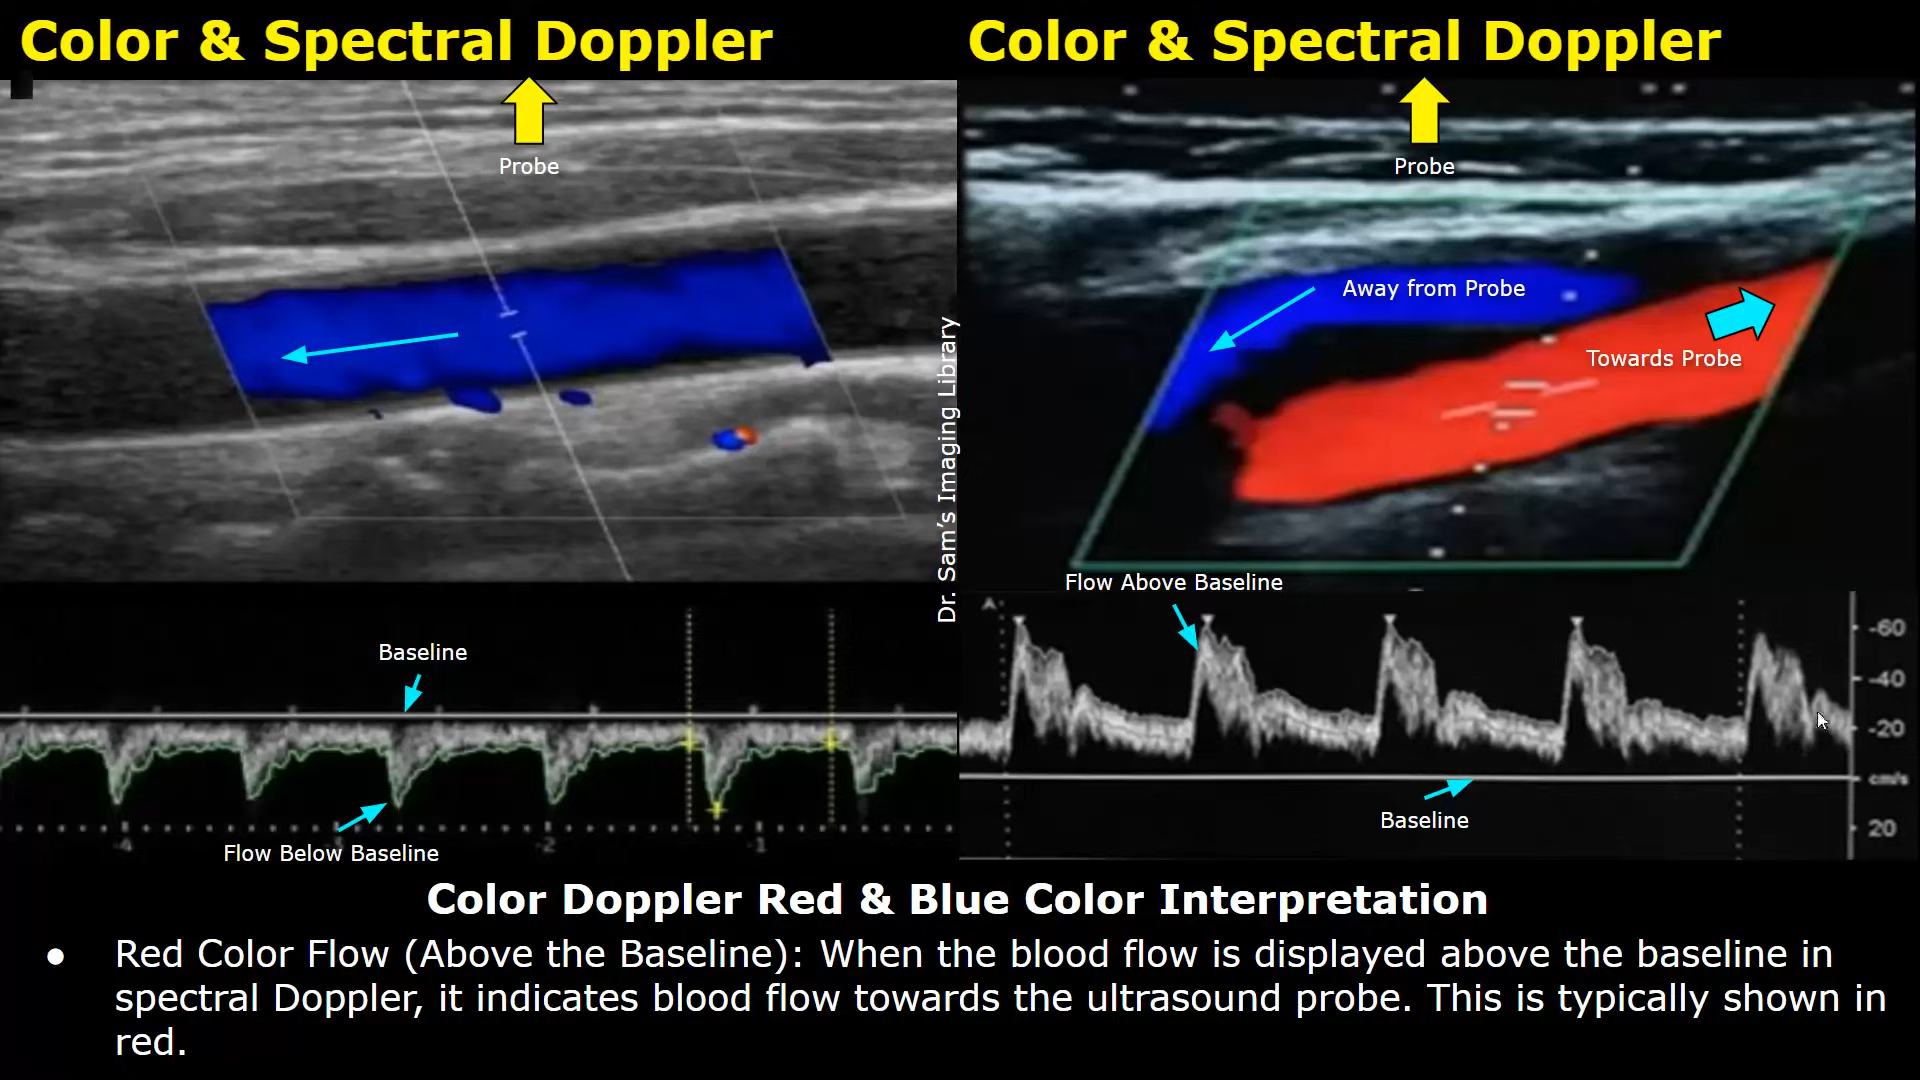 Color & Spectral Doppler
Probe
Baseline
Flow Below Baseline
-4
-2
-1
Dr. Sam's Imaging Library
Color & Spectral Doppler
Probe
Away from Probe
Towards Probe
Flow Above Baseline
A
-60
-40
-20
cm/s
20
Baseline
Color Doppler Red & Blue Color Interpretation
● Red Color Flow (Above the Baseline): When the blood flow is displayed above the baseline in
spectral Doppler, it indicates blood flow towards the ultrasound probe. This is typically shown in
red.